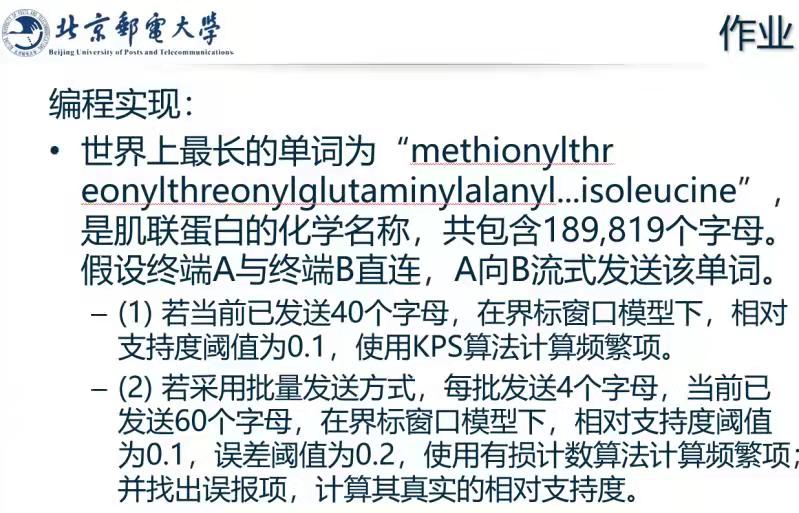 北京郵電大學
Beijing University of Posts and Telecommunications
作业
编程实现：
• 世界上最长的单词为“methionylthr
eonylthreonylglutaminylalanyl...isoleucine”，
是肌联蛋白的化学名称，共包含189,819个字母。
假设终端A与终端B直连，A向B流式发送该单词。
– (1) 若当前已发送40个字母，在界标窗口模型下，相对
支持度阈值为0.1，使用KPS算法计算频繁项。
– (2) 若采用批量发送方式，每批发送4个字母，当前已
发送60个字母，在界标窗口模型下，相对支持度阈值
为0.1，误差阈值为0.2，使用有损计数算法计算频繁项；
并找出误报项，计算其真实的相对支持度。